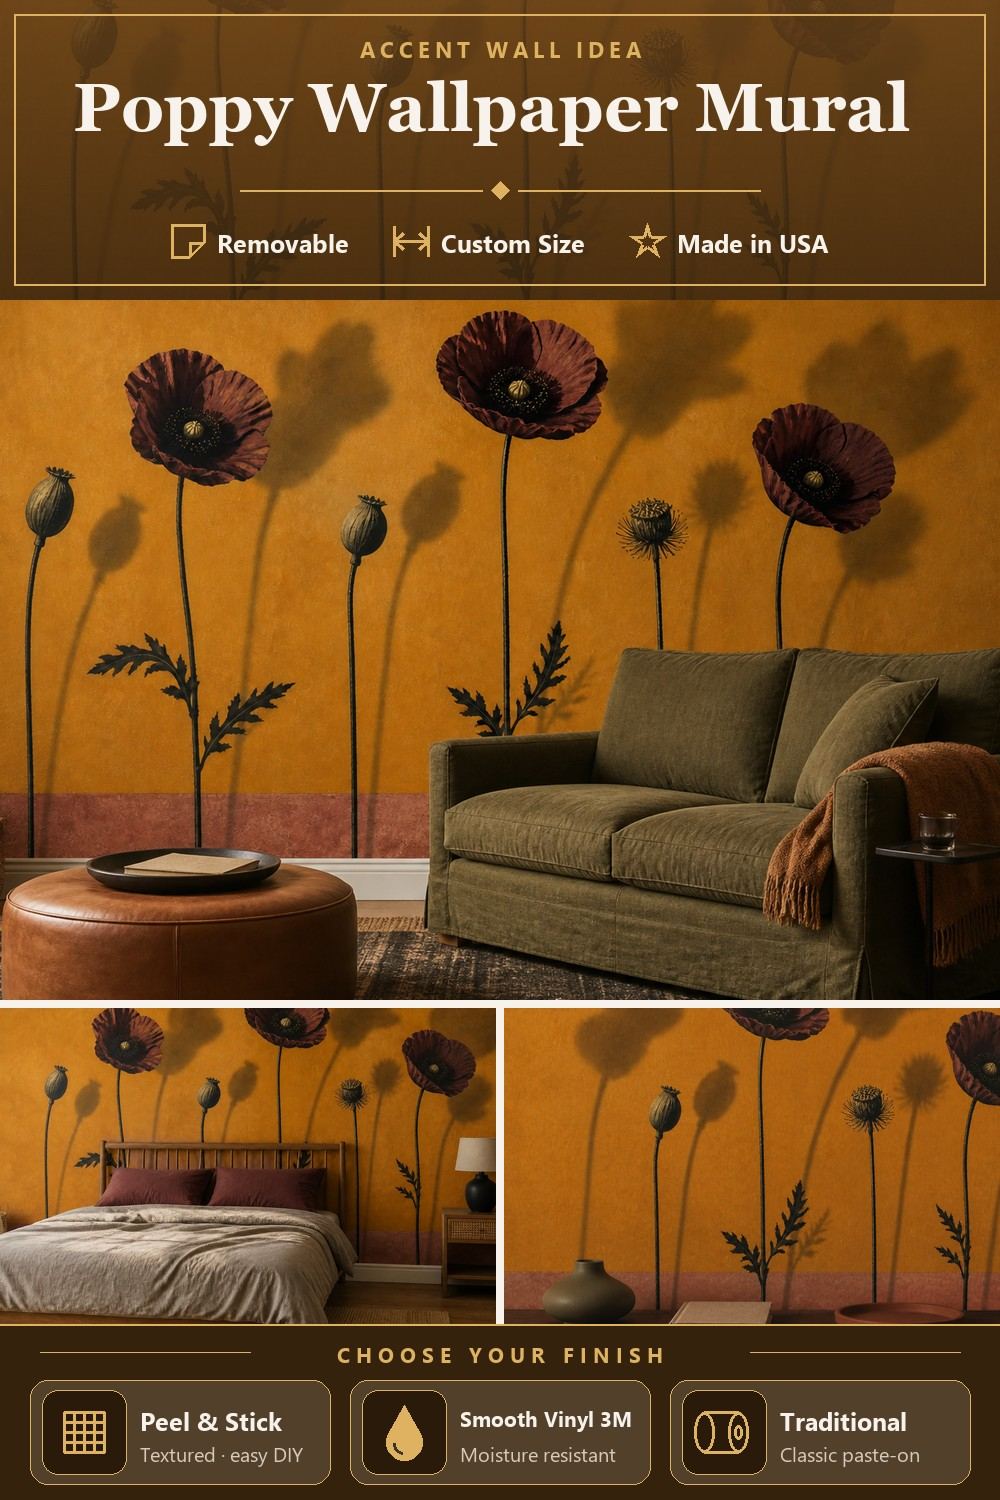 ACCENT WALL IDEA
Poppy Wallpaper Mural
Removable
Custom Size
Made in USA
CHOOSE YOUR FINISH
Peel & Stick
Textured · easy DIY
Smooth Vinyl 3M
Moisture resistant
Traditional
Classic paste-on